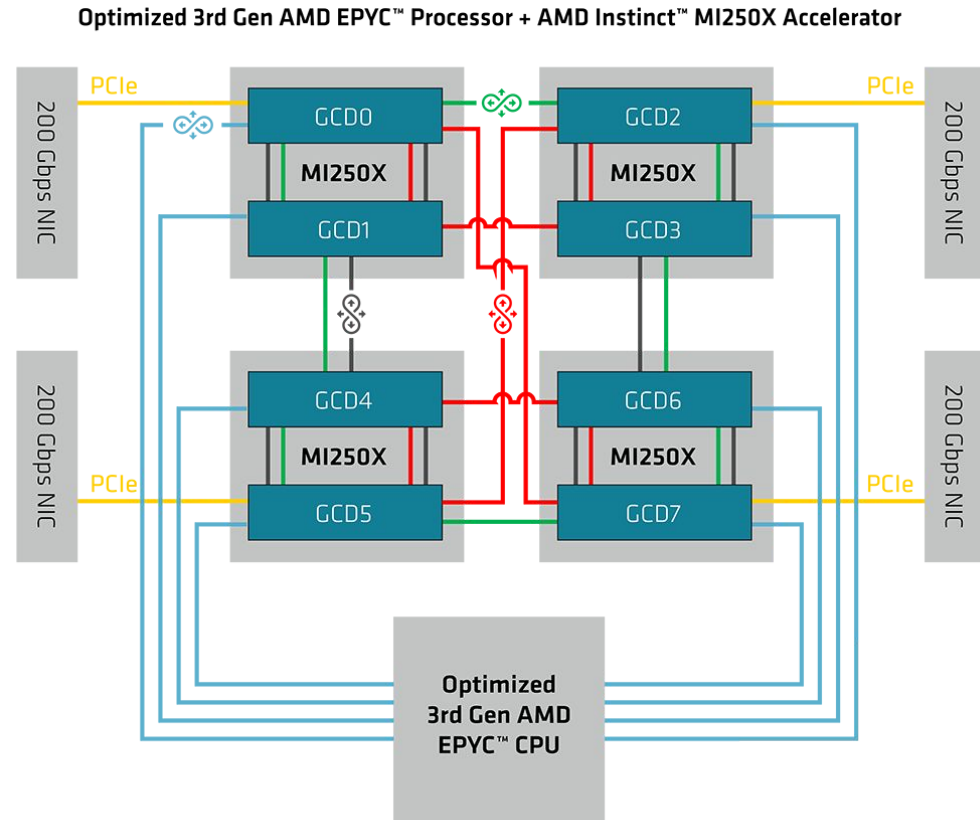 Optimized 3rd Gen AMD EPYC™ Processor + AMD Instinct™ MI250X Accelerator
200 Gbps NIC
PCIe
GCD0
MI250X
GCD1
GCD2
MI250X
GCD3
PCIe
200 Gbps NIC
200 Gbps NIC
PCIe
GCD4
MI250X
GCD5
GCD6
MI250X
GCD7
PCIe
200 Gbps NIC
Optimized
3rd Gen AMD
EPYC™ CPU